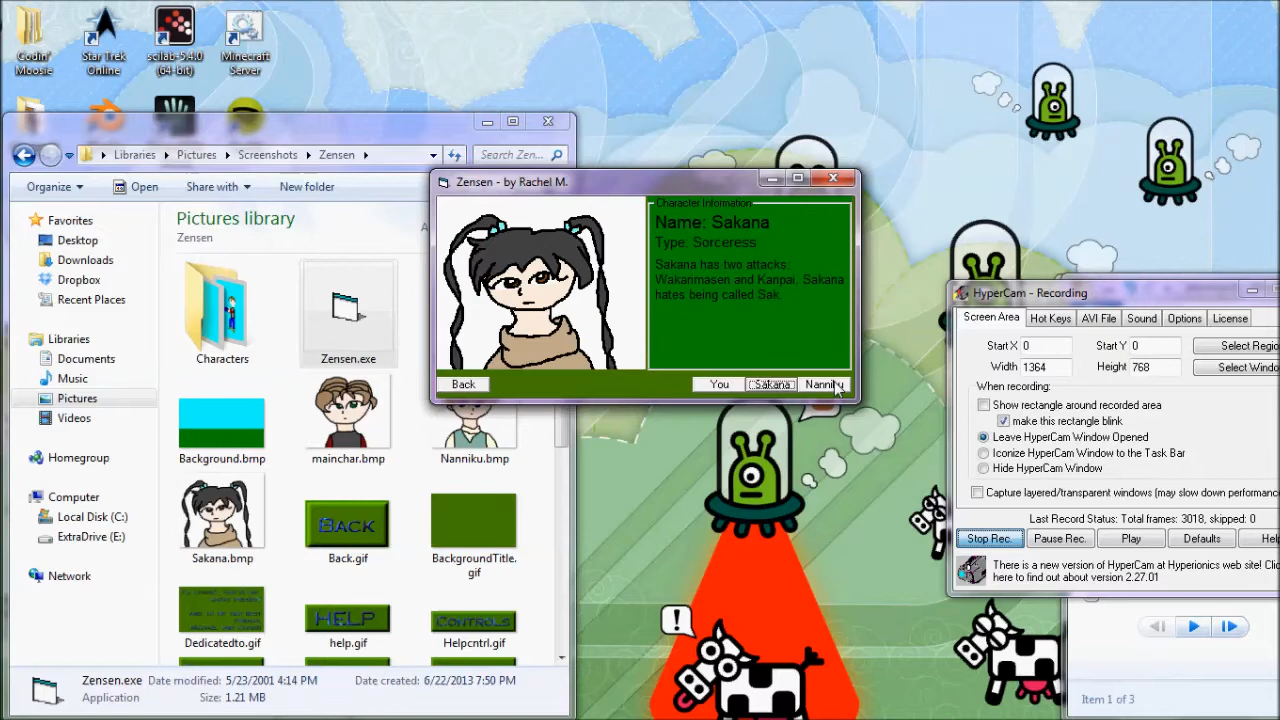 Codin' Moosie
Star Trek Online
scilab-5.4.0 (64-bit)
Minecraft Server
Libraries
Pictures
Screenshots
Zensen
Search Zen...
Organize
Open
Share with
New folder
Favorites
Desktop
Downloads
Dropbox
Recent Places
Libraries
Documents
Music
Pictures
Videos
Homegroup
Computer
Local Disk (C:)
ExtraDrive (E:)
Network
Pictures library
Zensen
A
Characters
Zensen.exe
Background.bmp
mainchar.bmp
Nanniku.bmp
Sakana.bmp
BACK
Back.gif
BackgroundTitle.gif
Dedicatedto.gif
HELP
help.gif
CONTROLS
Helpcntrl.gif
Zensen.exe
Date modified: 5/23/2001 4:14 PM
Date created: 6/22/2013 7:50 PM
Application
Size: 1.21 MB
Zensen - by Rachel M.
Character Information
Name: Sakana
Type: Sorceress
Sakana has two attacks:
Wakarimasen and Kanpai. Sakana
hates being called Sak.
Back
You
Sakana
Nanniku
HyperCam - Recording
Screen Area
Hot Keys
AVI File
Sound
Options
License
Start X 0
Start Y 0
Select Regio
Width 1364
Height 768
Select Windo
When recording:
Show rectangle around recorded area
make this rectangle blink
Leave HyperCam Window Opened
Iconize HyperCam Window to the Task Bar
Hide HyperCam Window
Capture layered/transparent windows (may slow down performance
Last Record Status: Total frames: 3018, skipped: 0
Stop Rec.
Pause Rec.
Play
Defaults
Help
There is a new version of HyperCam at Hyperionics web site! Clic
here to find out about version 2.27.01
!
Item 1 of 3